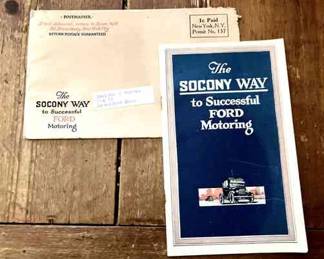 - POSTMASTER -
RETURN POSTAGE GUARANTEED
1c Paid
New York, N.Y.
Permit No. 157
The
SOCONY WAY
to Successful
FORD
Motoring
The
SOCONY WAY
to Successful
FORD
Motoring